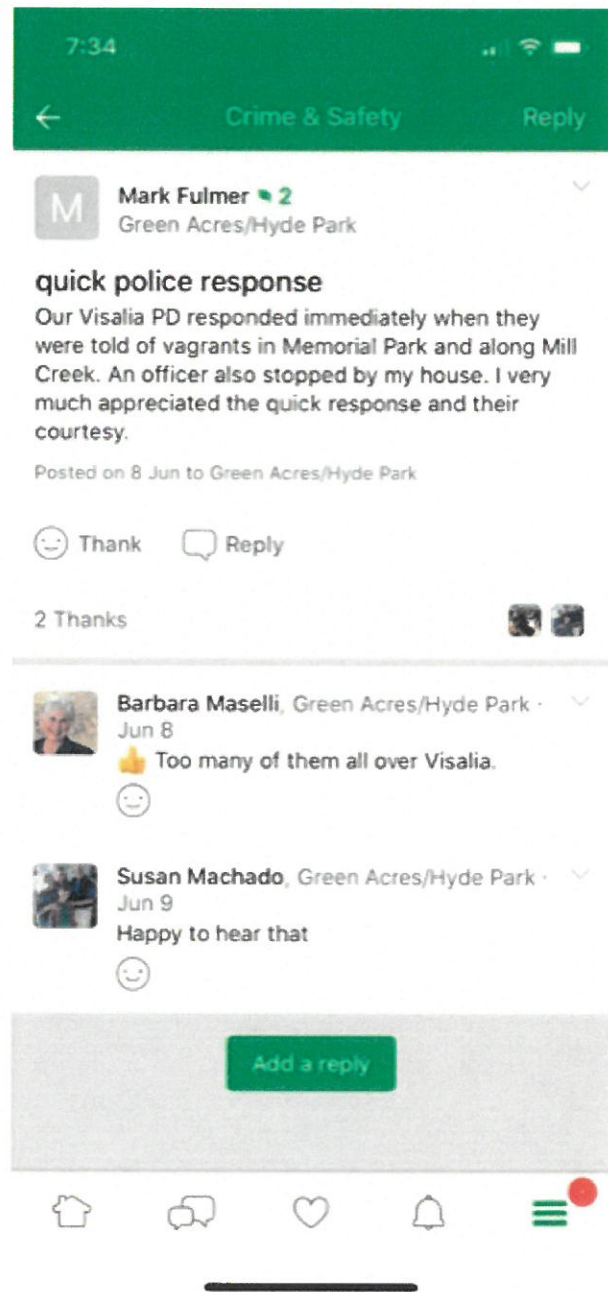 7:34
Crime & Safety
Reply
M
Mark Fulmer 2
Green Acres/Hyde Park
quick police response
Our Visalia PD responded immediately when they
were told of vagrants in Memorial Park and along Mill
Creek. An officer also stopped by my house. I very
much appreciated the quick response and their
courtesy.
Posted on 8 Jun to Green Acres/Hyde Park
Thank
Reply
2 Thanks
Barbara Maselli, Green Acres/Hyde Park ·
Jun 8
👍 Too many of them all over Visalia.
Susan Machado, Green Acres/Hyde Park ·
Jun 9
Happy to hear that
Add a reply